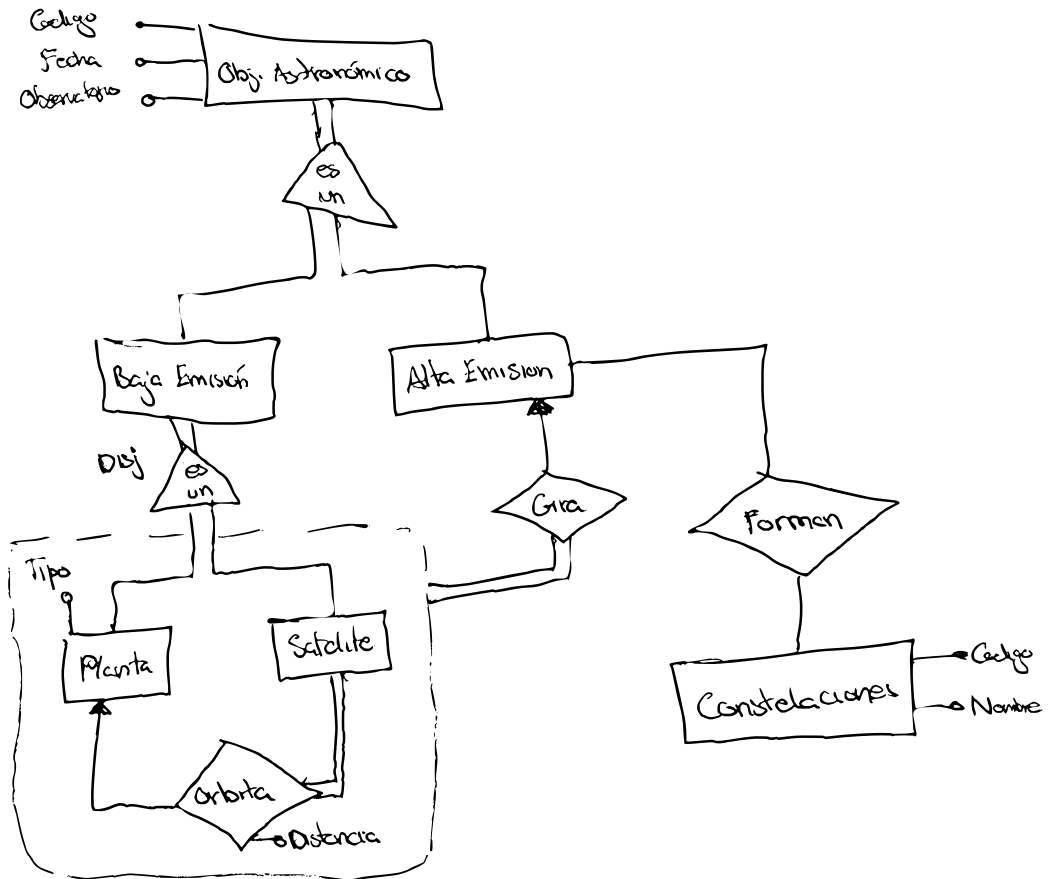 Codigo
Fecha
Observatorio
Obj. Astronómico
es
un
Baja Emisión
Alta Emision
Disj
es
un
Gira
Forman
Tipo
Planta
Satelite
Constelaciones
Codigo
Nombre
Orbita
Distancia